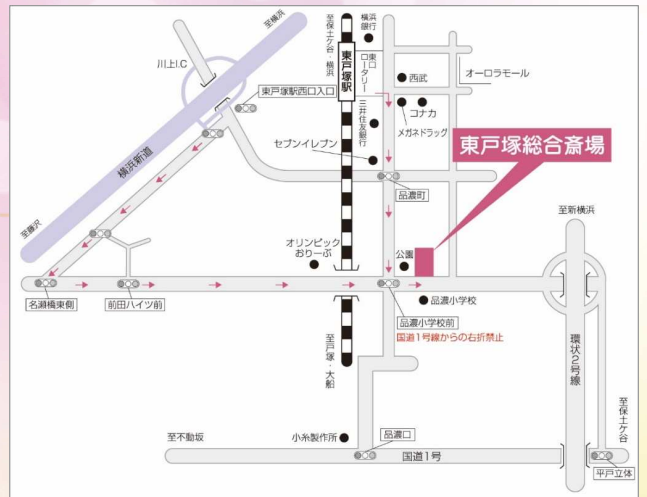 至横浜
川上I.C
至保土ケ谷・横浜
東戸塚駅
横浜銀行
東口ロータリー
西武
オーロラモール
東戸塚駅西口入口
コナカ
メガネドラッグ
三井住友銀行
横浜新道
セブンイレブン
東戸塚総合斎場
品濃町
至藤沢
至新横浜
オリンピック
おりーぶ
公園
名瀬橋東側
前田ハイツ前
品濃小学校
品濃小学校前
国道1号線からの右折禁止
至戸塚・大船
環状2号線
至保土ケ谷
至不動坂
小糸製作所
品濃口
国道1号
平戸立体